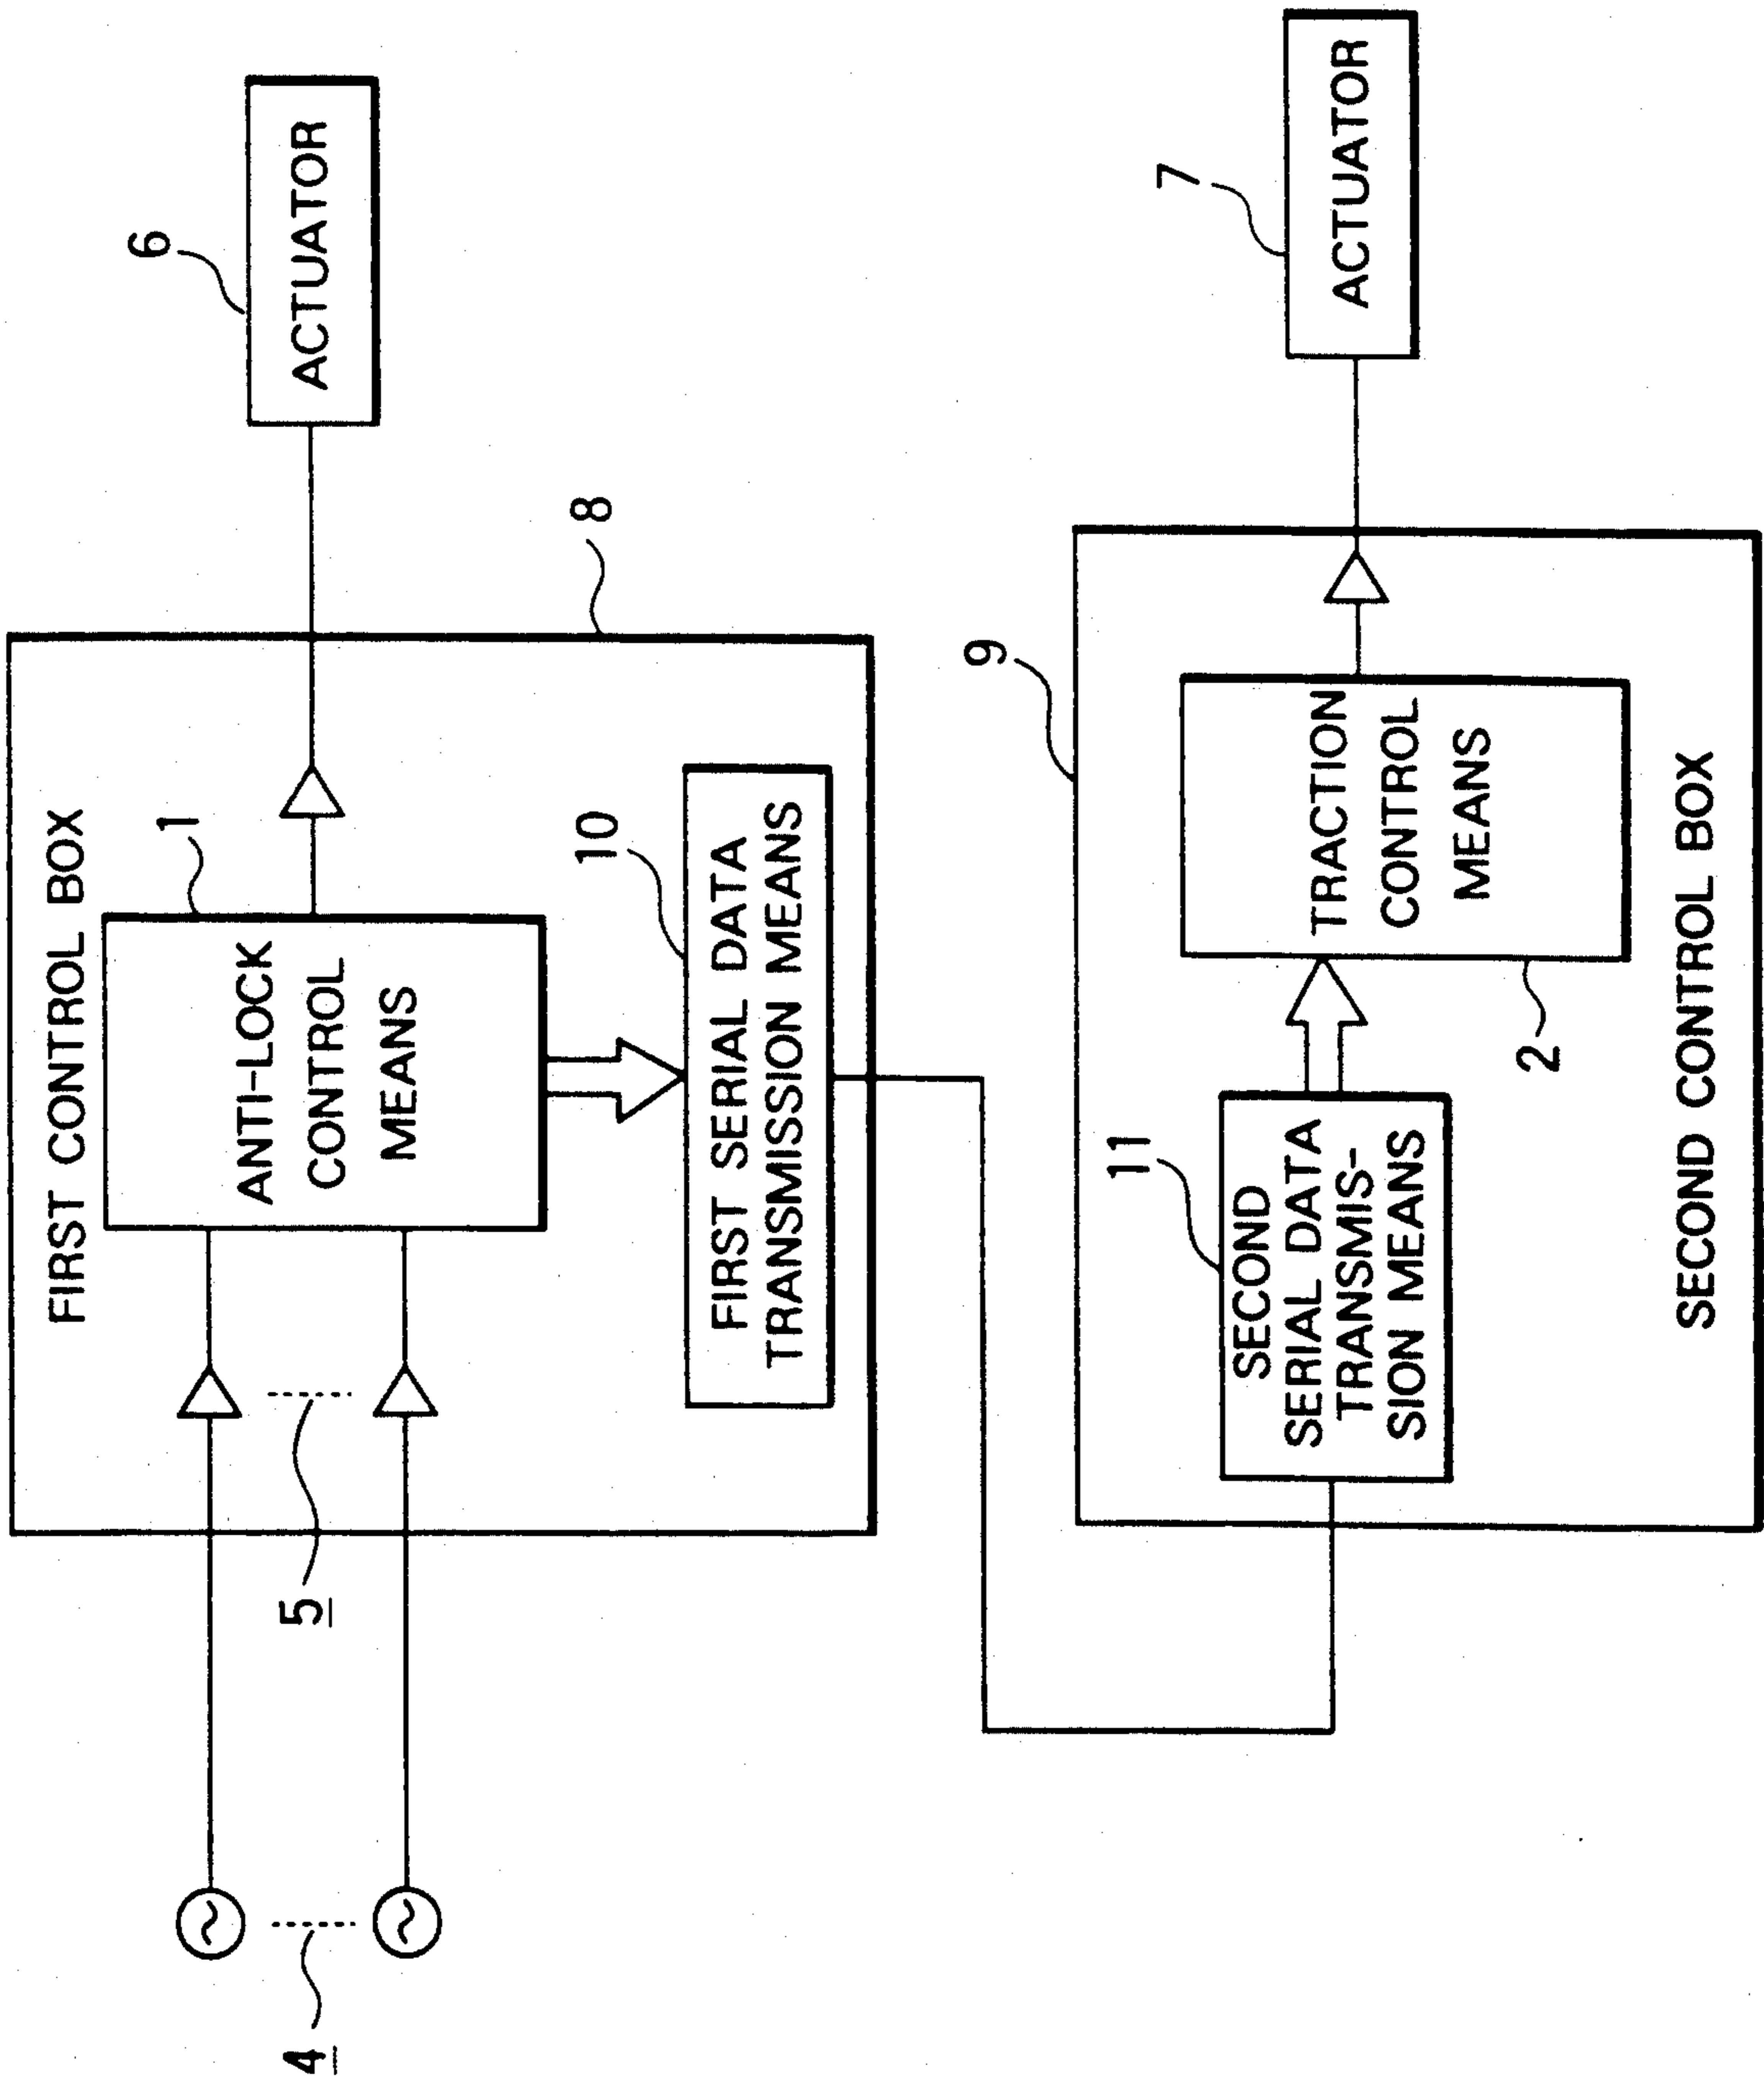 FIRST CONTROL BOX
1
ANTI-LOCK
CONTROL
MEANS
4
5
6
ACTUATOR
8
10
FIRST SERIAL DATA
TRANSMISSION MEANS
9
7
ACTUATOR
11
SECOND
SERIAL DATA
TRANSMIS-
SION MEANS
TRACTION
CONTROL
MEANS
2
SECOND CONTROL BOX